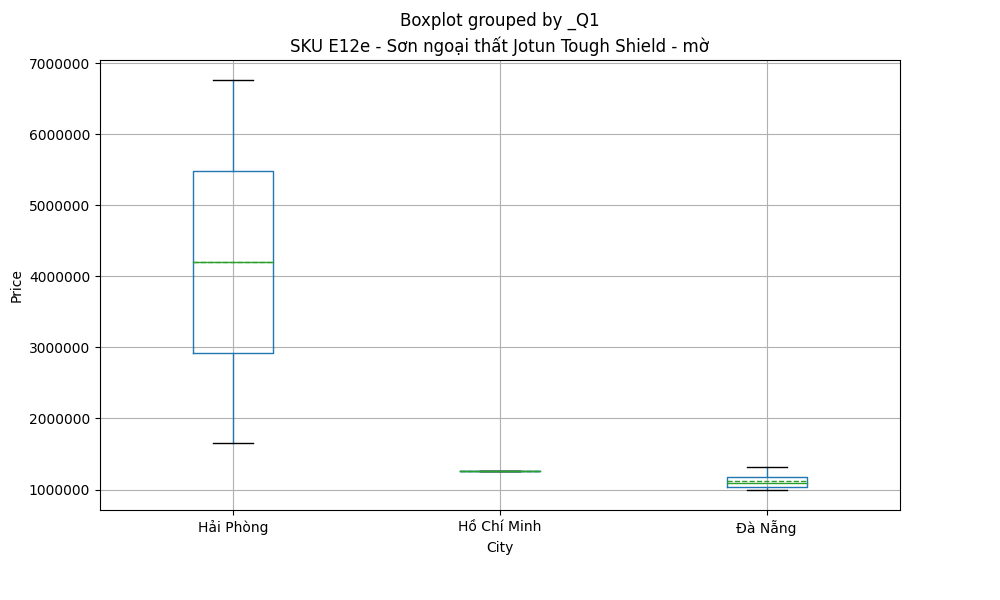 Boxplot grouped by _Q1
SKU E12e - Sơn ngoại thất Jotun Tough Shield - mờ
7000000
6000000
5000000
4000000
3000000
2000000
1000000
Price
Hải Phòng
Hồ Chí Minh
Đà Nẵng
City